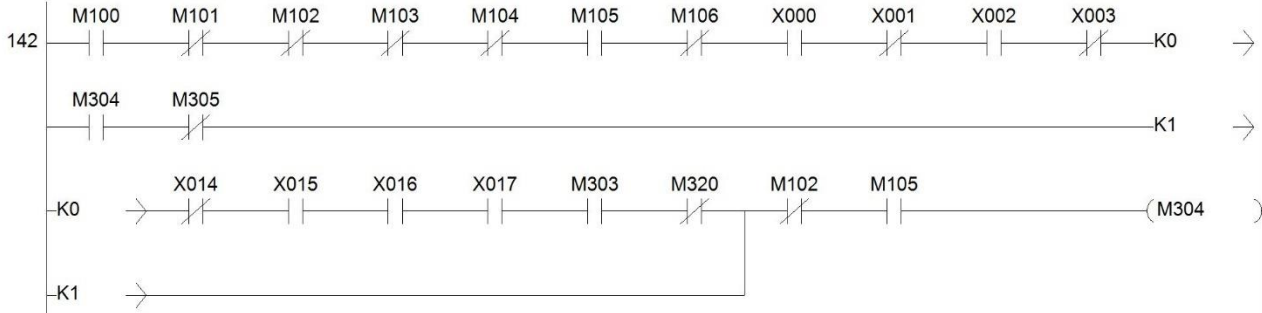 M100 M101 M102 M103 M104 M105 M106 X000 X001 X002 X003
142 K0
M304 M305
K1
X014 X015 X016 X017 M303 M320 M102 M105
K0 (M304 )
K1